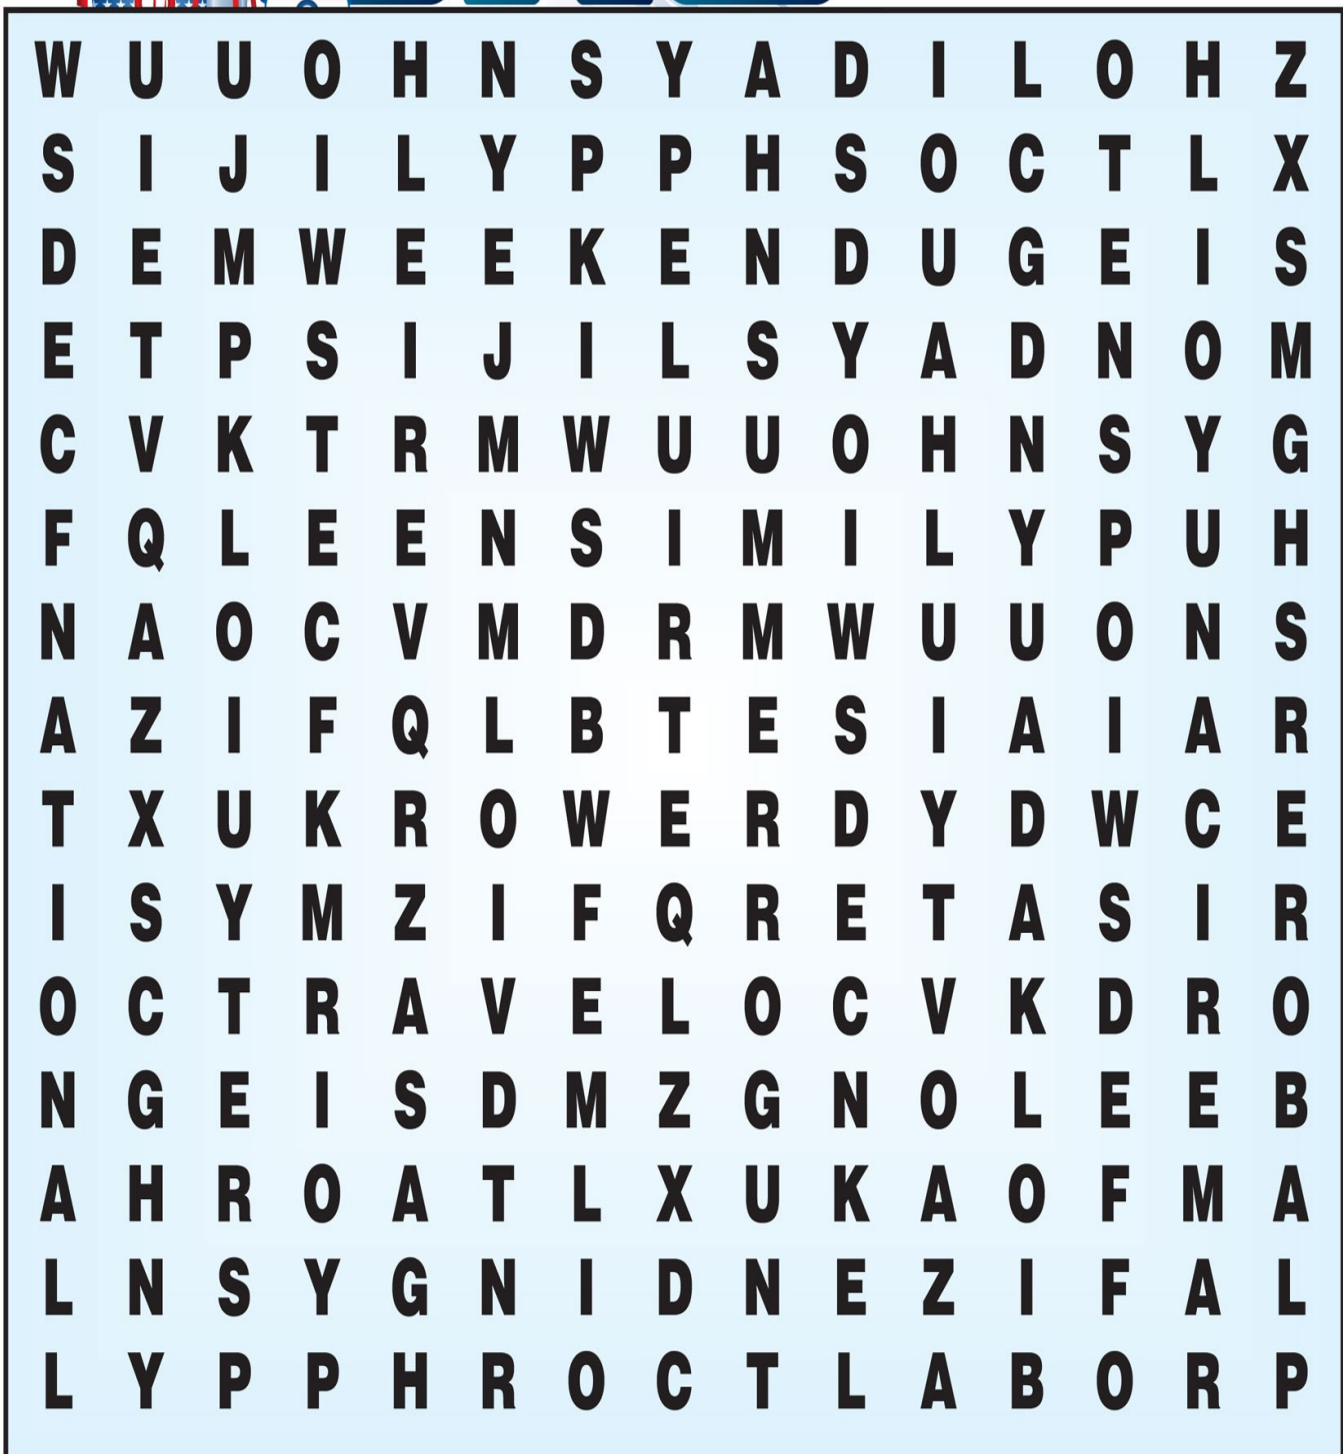 W U U O H N S Y A D I L O H Z
S I J I L Y P P H S O C T L X
D E M W E E K E N D U G E I S
E T P S I J I L S Y A D N O M
C V K T R M W U U O H N S Y G
F Q L E E N S I M I L Y P U H
N A O C V M D R M W U U O N S
A Z I F Q L B T E S I A I A R
T X U K R O W E R D Y D W C E
I S Y M Z I F Q R E T A S I R
O C T R A V E L O C V K D R O
N G E I S D M Z G N O L E E B
A H R O A T L X U K A O F M A
L N S Y G N I D N E Z I F A L
L Y P P H R O C T L A B O R P